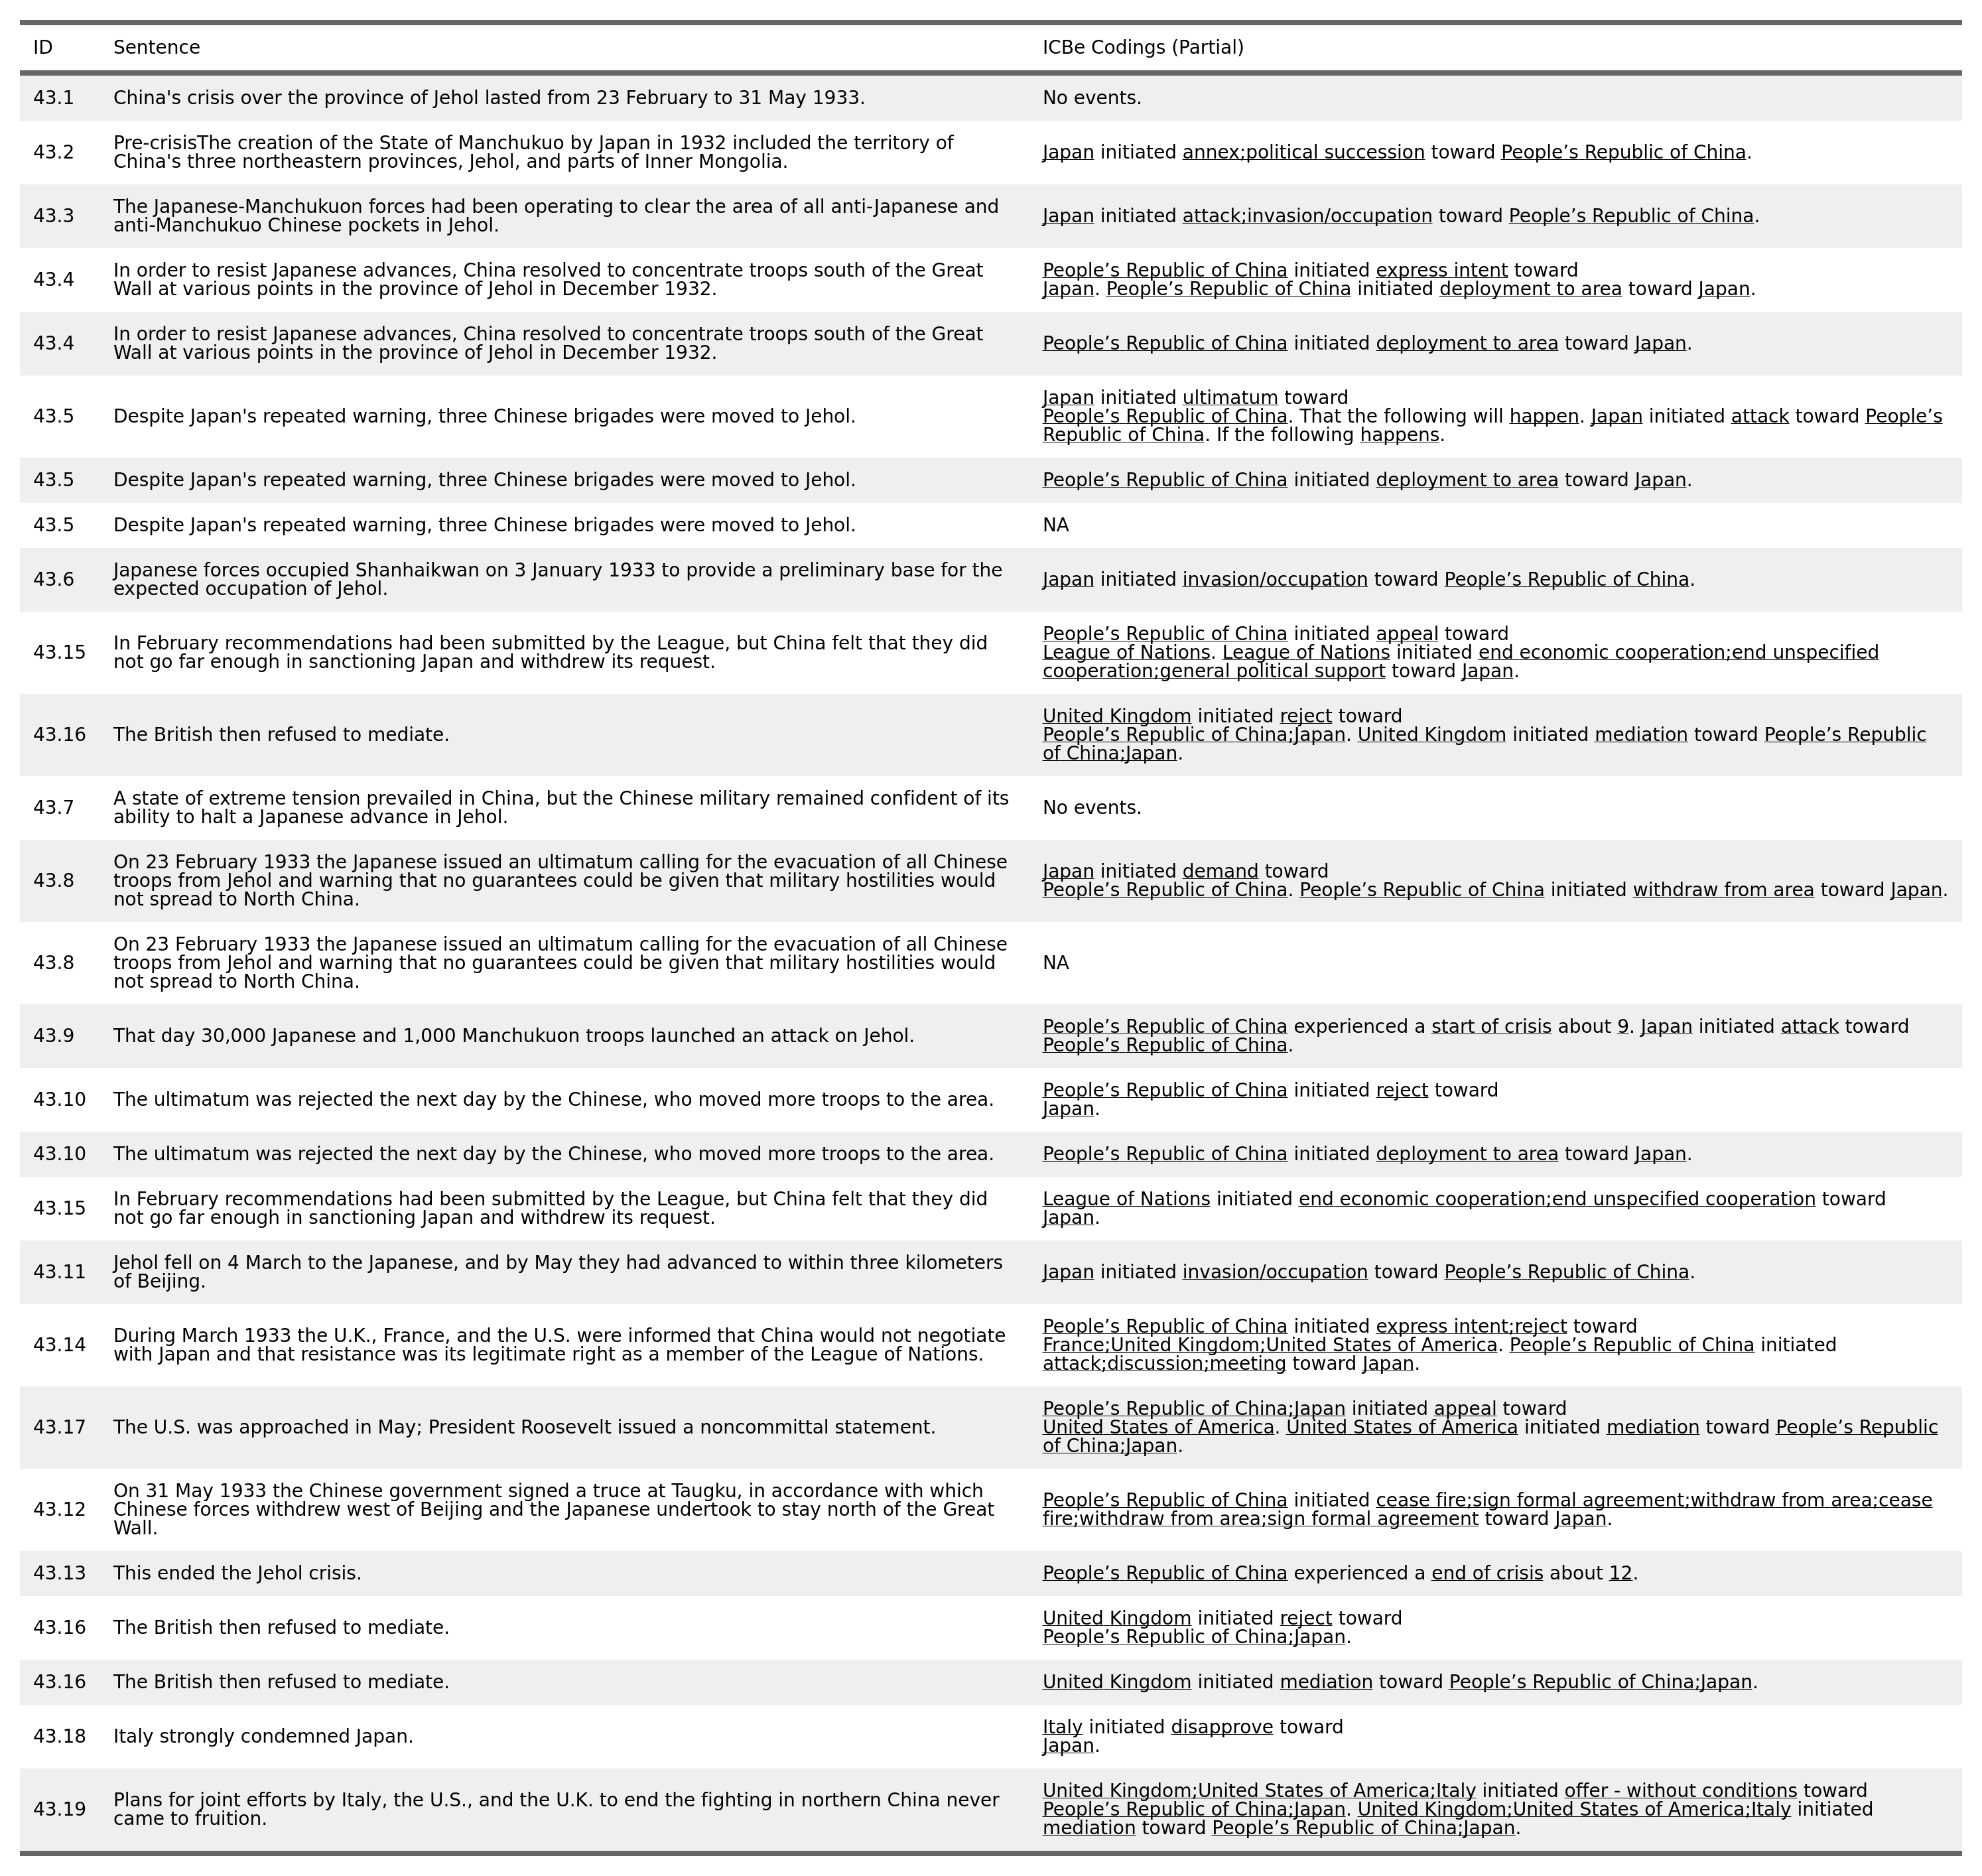 ID Sentence ICBe Codings (Partial)
43.1 China's crisis over the province of Jehol lasted from 23 February to 31 May 1933. No events.
43.2 Pre-crisisThe creation of the State of Manchukuo by Japan in 1932 included the territory of
China's three northeastern provinces, Jehol, and parts of Inner Mongolia.
Japan initiated annex;political succession toward People’s Republic of China.
43.3 The Japanese-Manchukuon forces had been operating to clear the area of all anti-Japanese and
anti-Manchukuo Chinese pockets in Jehol.
Japan initiated attack;invasion/occupation toward People’s Republic of China.
43.4 In order to resist Japanese advances, China resolved to concentrate troops south of the Great
Wall at various points in the province of Jehol in December 1932.
People’s Republic of China initiated express intent toward
Japan. People’s Republic of China initiated deployment to area toward Japan.
43.4 In order to resist Japanese advances, China resolved to concentrate troops south of the Great
Wall at various points in the province of Jehol in December 1932.
People’s Republic of China initiated deployment to area toward Japan.
43.5 Despite Japan's repeated warning, three Chinese brigades were moved to Jehol.
Japan initiated ultimatum toward
People’s Republic of China. That the following will happen. Japan initiated attack toward People’s
Republic of China. If the following happens.
43.5 Despite Japan's repeated warning, three Chinese brigades were moved to Jehol.
People’s Republic of China initiated deployment to area toward Japan.
43.5 Despite Japan's repeated warning, three Chinese brigades were moved to Jehol. NA
43.6 Japanese forces occupied Shanhaikwan on 3 January 1933 to provide a preliminary base for the
expected occupation of Jehol.
Japan initiated invasion/occupation toward People’s Republic of China.
43.15 In February recommendations had been submitted by the League, but China felt that they did
not go far enough in sanctioning Japan and withdrew its request.
People’s Republic of China initiated appeal toward
League of Nations. League of Nations initiated end economic cooperation;end unspecified
cooperation;general political support toward Japan.
43.16 The British then refused to mediate.
United Kingdom initiated reject toward
People’s Republic of China;Japan. United Kingdom initiated mediation toward People’s Republic
of China;Japan.
43.7 A state of extreme tension prevailed in China, but the Chinese military remained confident of its
ability to halt a Japanese advance in Jehol.
No events.
43.8 On 23 February 1933 the Japanese issued an ultimatum calling for the evacuation of all Chinese
troops from Jehol and warning that no guarantees could be given that military hostilities would
not spread to North China.
Japan initiated demand toward
People’s Republic of China. People’s Republic of China initiated withdraw from area toward Japan.
43.8 On 23 February 1933 the Japanese issued an ultimatum calling for the evacuation of all Chinese
troops from Jehol and warning that no guarantees could be given that military hostilities would
not spread to North China.
NA
43.9 That day 30,000 Japanese and 1,000 Manchukuon troops launched an attack on Jehol.
People’s Republic of China experienced a start of crisis about 9. Japan initiated attack toward
People’s Republic of China.
43.10 The ultimatum was rejected the next day by the Chinese, who moved more troops to the area.
People’s Republic of China initiated reject toward
Japan.
43.10 The ultimatum was rejected the next day by the Chinese, who moved more troops to the area.
People’s Republic of China initiated deployment to area toward Japan.
43.15 In February recommendations had been submitted by the League, but China felt that they did
not go far enough in sanctioning Japan and withdrew its request.
League of Nations initiated end economic cooperation;end unspecified cooperation toward
Japan.
43.11 Jehol fell on 4 March to the Japanese, and by May they had advanced to within three kilometers
of Beijing.
Japan initiated invasion/occupation toward People’s Republic of China.
43.14 During March 1933 the U.K., France, and the U.S. were informed that China would not negotiate
with Japan and that resistance was its legitimate right as a member of the League of Nations.
People’s Republic of China initiated express intent;reject toward
France;United Kingdom;United States of America. People’s Republic of China initiated
attack;discussion;meeting toward Japan.
43.17 The U.S. was approached in May; President Roosevelt issued a noncommittal statement.
People’s Republic of China;Japan initiated appeal toward
United States of America. United States of America initiated mediation toward People’s Republic
of China;Japan.
43.12 On 31 May 1933 the Chinese government signed a truce at Taugku, in accordance with which
Chinese forces withdrew west of Beijing and the Japanese undertook to stay north of the Great
Wall.
People’s Republic of China initiated cease fire;sign formal agreement;withdraw from area;cease
fire;withdraw from area;sign formal agreement toward Japan.
43.13 This ended the Jehol crisis. People’s Republic of China experienced a end of crisis about 12.
43.16 The British then refused to mediate.
United Kingdom initiated reject toward
People’s Republic of China;Japan.
43.16 The British then refused to mediate. United Kingdom initiated mediation toward People’s Republic of China;Japan.
43.18 Italy strongly condemned Japan.
Italy initiated disapprove toward
Japan.
43.19 Plans for joint efforts by Italy, the U.S., and the U.K. to end the fighting in northern China never
came to fruition.
United Kingdom;United States of America;Italy initiated offer - without conditions toward
People’s Republic of China;Japan. United Kingdom;United States of America;Italy initiated
mediation toward People’s Republic of China;Japan.